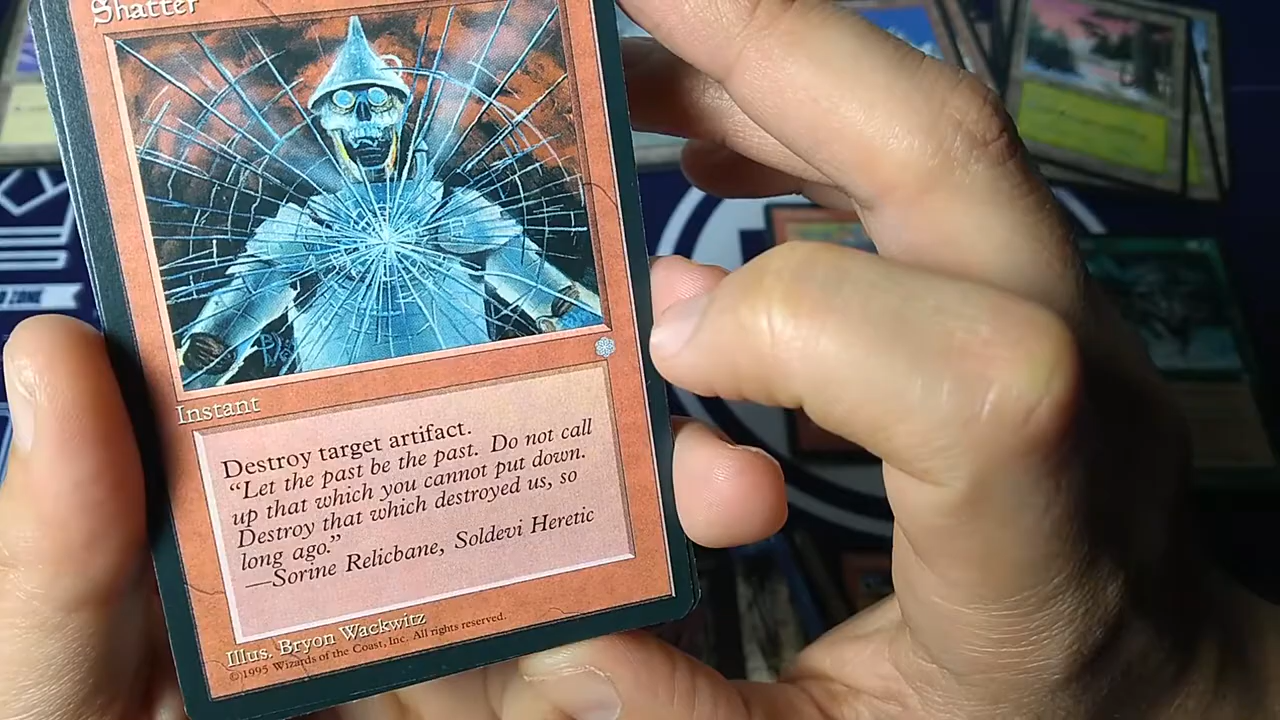 Shatter
Instant
Destroy target artifact.
"Let the past be the past. Do not call
up that which you cannot put down.
Destroy that which destroyed us, so
long ago."
—Sorine Relicbane, Soldevi Heretic
Illus. Bryon Wackwitz
©1995 Wizards of the Coast, Inc. All rights reserved.
ZONE